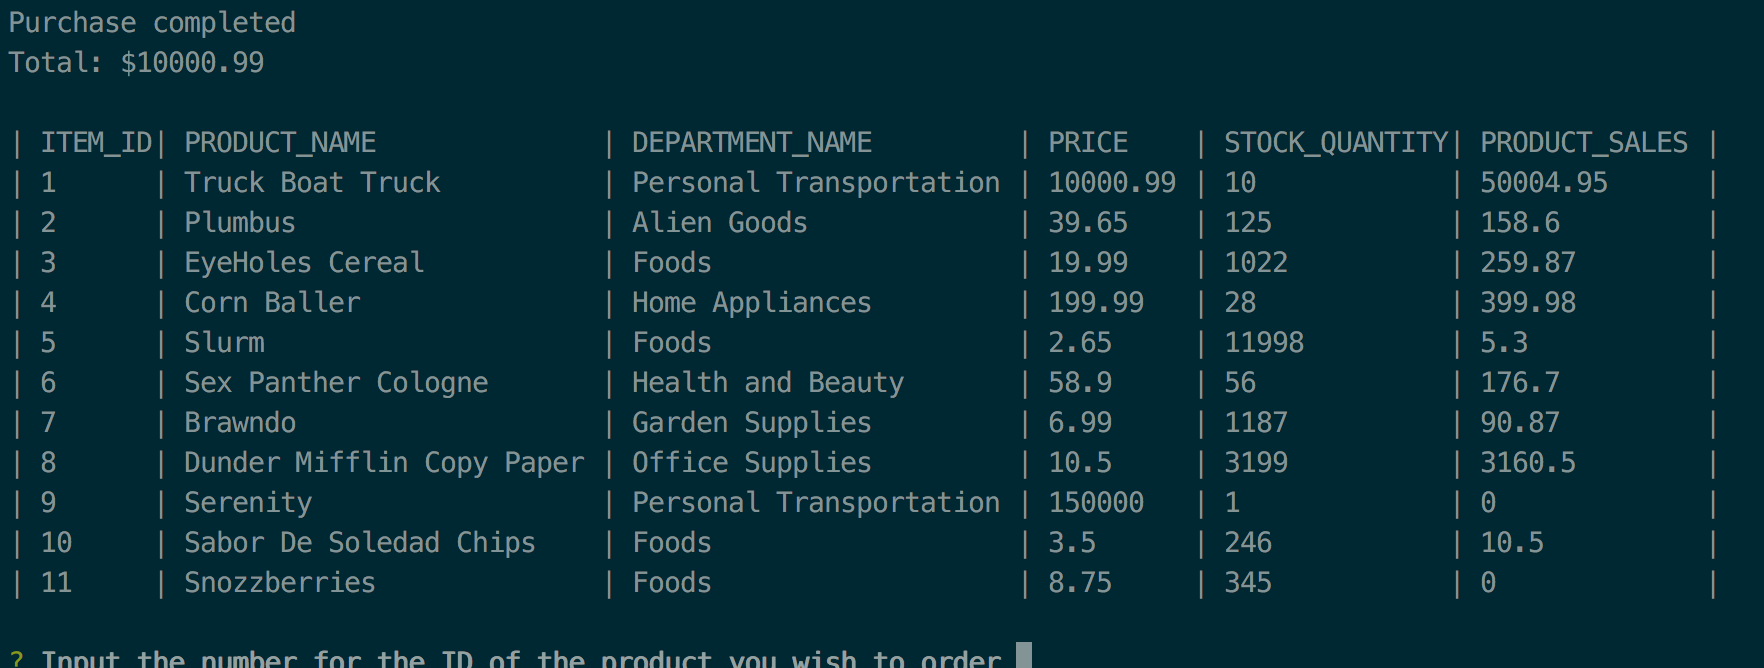 Purchase completed
Total: $10000.99
| ITEM_ID| PRODUCT_NAME | DEPARTMENT_NAME | PRICE | STOCK_QUANTITY| PRODUCT_SALES |
| 1 | Truck Boat Truck | Personal Transportation | 10000.99 | 10 | 50004.95 |
| 2 | Plumbus | Alien Goods | 39.65 | 125 | 158.6 |
| 3 | EyeHoles Cereal | Foods | 19.99 | 1022 | 259.87 |
| 4 | Corn Baller | Home Appliances | 199.99 | 28 | 399.98 |
| 5 | Slurm | Foods | 2.65 | 11998 | 5.3 |
| 6 | Sex Panther Cologne | Health and Beauty | 58.9 | 56 | 176.7 |
| 7 | Brawndo | Garden Supplies | 6.99 | 1187 | 90.87 |
| 8 | Dunder Mifflin Copy Paper | Office Supplies | 10.5 | 3199 | 3160.5 |
| 9 | Serenity | Personal Transportation | 150000 | 1 | 0 |
| 10 | Sabor De Soledad Chips | Foods | 3.5 | 246 | 10.5 |
| 11 | Snozzberries | Foods | 8.75 | 345 | 0 |
? Input the number for the ID of the product you wish to order